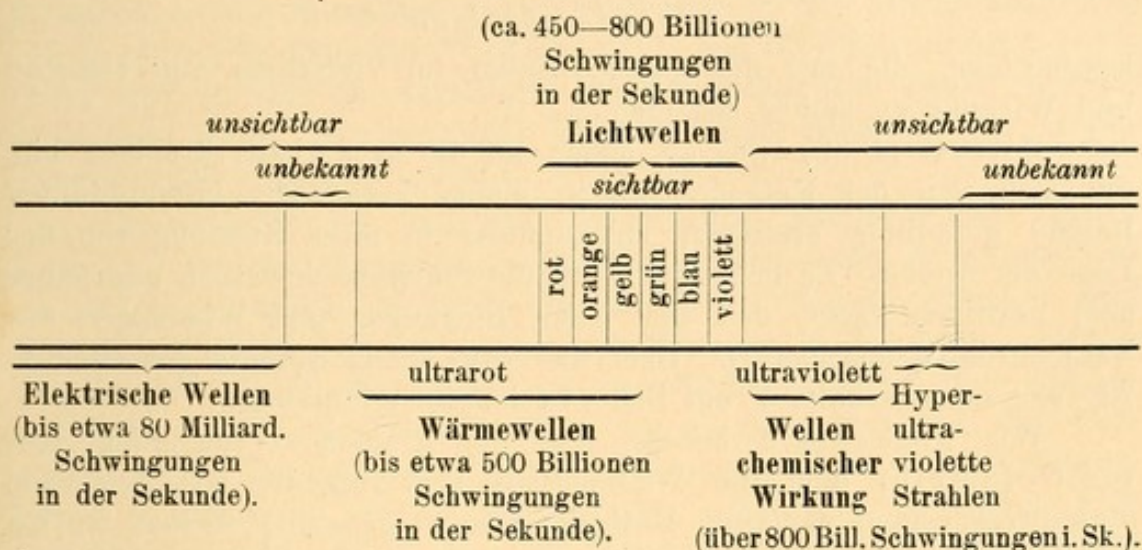 (ca. 450—800 Billionen
Schwingungen
in der Sekunde)
Lichtwellen
unsichtbar
unsichtbar
unbekannt
sichtbar
unbekannt
rot
orange
gelb
grün
blau
violett
Elektrische Wellen
(bis etwa 80 Milliard.
Schwingungen
in der Sekunde).
ultrarot
Wärmewellen
(bis etwa 500 Billionen
Schwingungen
in der Sekunde).
ultraviolett
Wellen
chemischer
Wirkung
Hyper-
ultra-
violette
Strahlen
(über 800 Bill. Schwingungen i. Sk.).